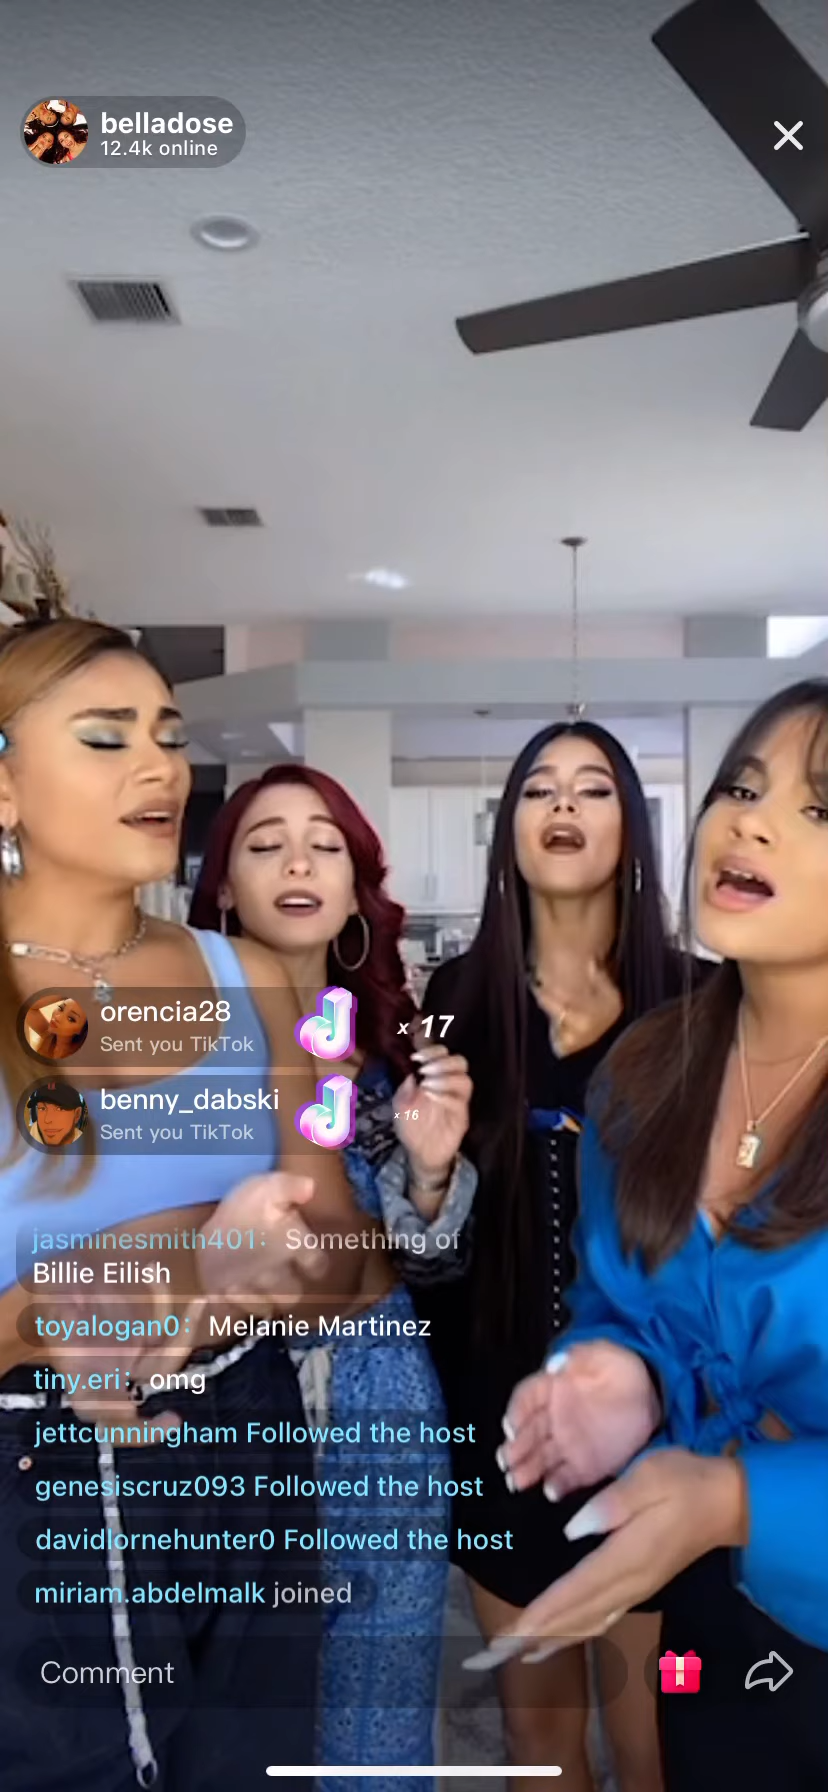 belladose
12.4k online
orencia28
Sent you TikTok
x 17
benny_dabski
Sent you TikTok
x 16
jasminesmith401: Something of
Billie Eilish
toyalogan0: Melanie Martinez
tiny.eri: omg
jettcunningham Followed the host
genesiscruz093 Followed the host
davidlornehunter0 Followed the host
miriam.abdelmalk joined
Comment